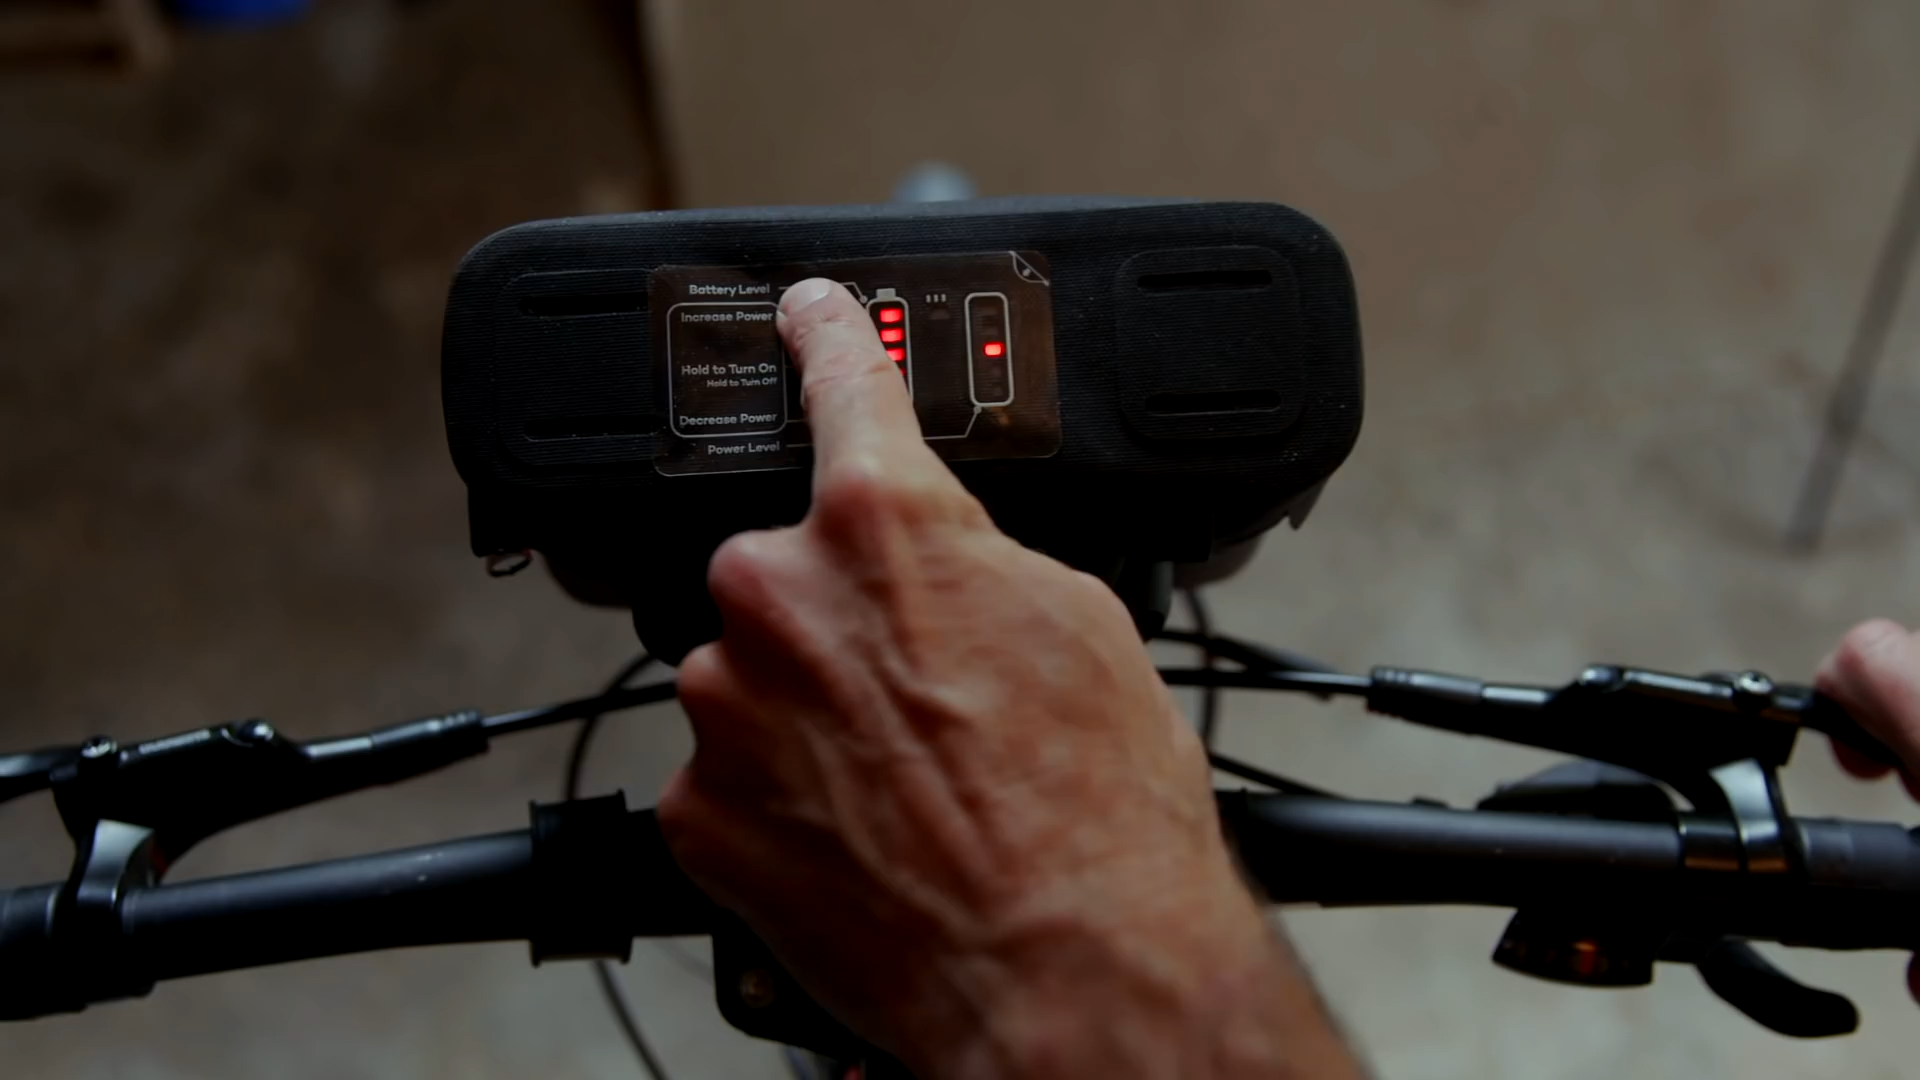 Battery Level
Increase Power
Hold to Turn On
Hold to Turn Off
Decrease Power
Power Level